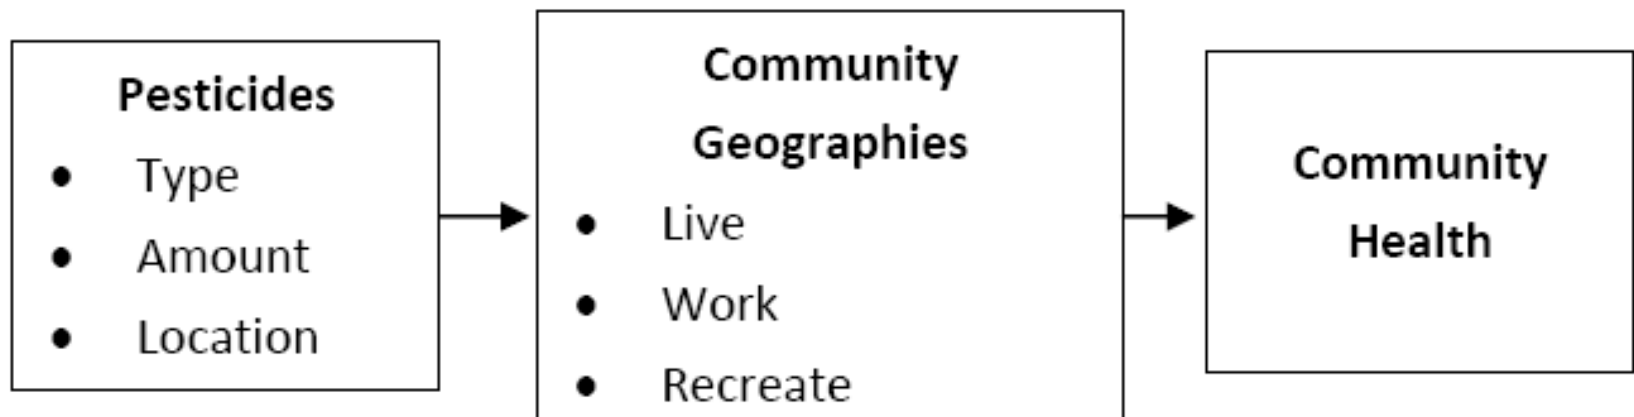 Pesticides
• Type
• Amount
• Location
Community
Geographies
• Live
• Work
• Recreate
Community
Health